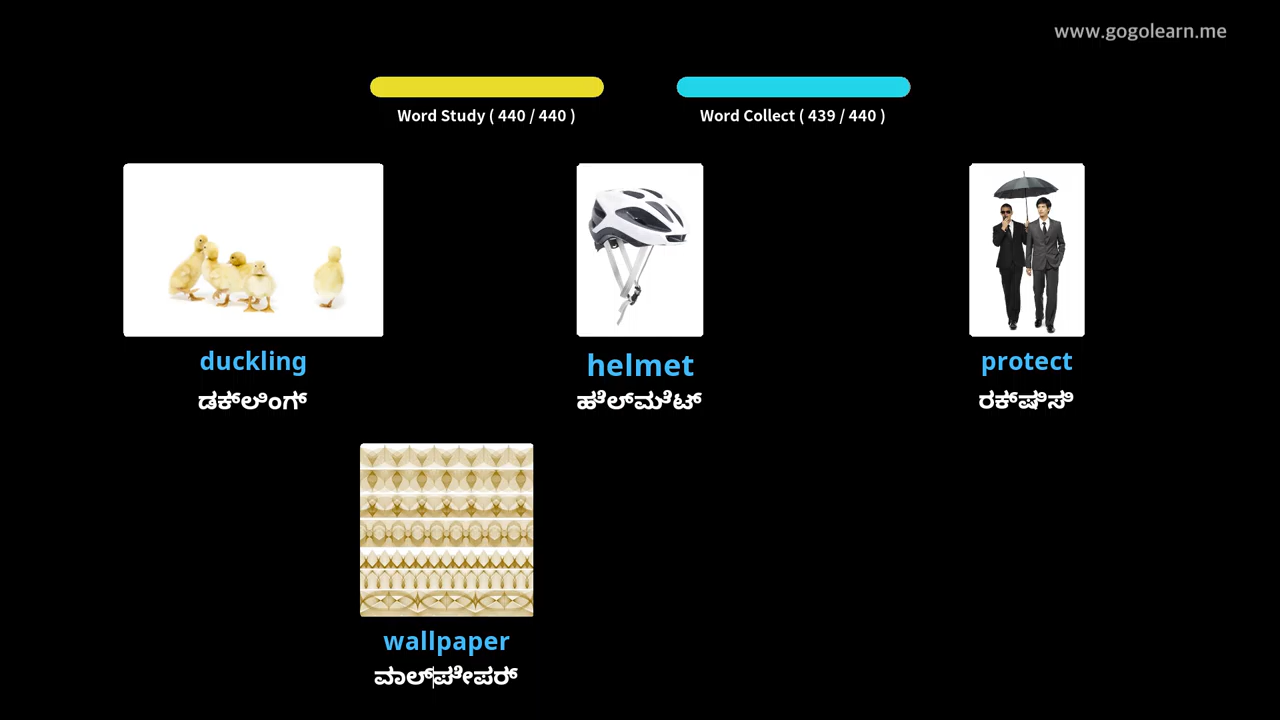 www.gogolearn.me
Word Study ( 440 / 440 )
Word Collect ( 439 / 440 )
duckling
ಡಕ್ಲಿಂಗ್
helmet
ಹೆಲ್ಮೆಟ್
protect
ರಕ್ಷಿಸಿ
wallpaper
ವಾಲ್‌ಪೇಪರ್